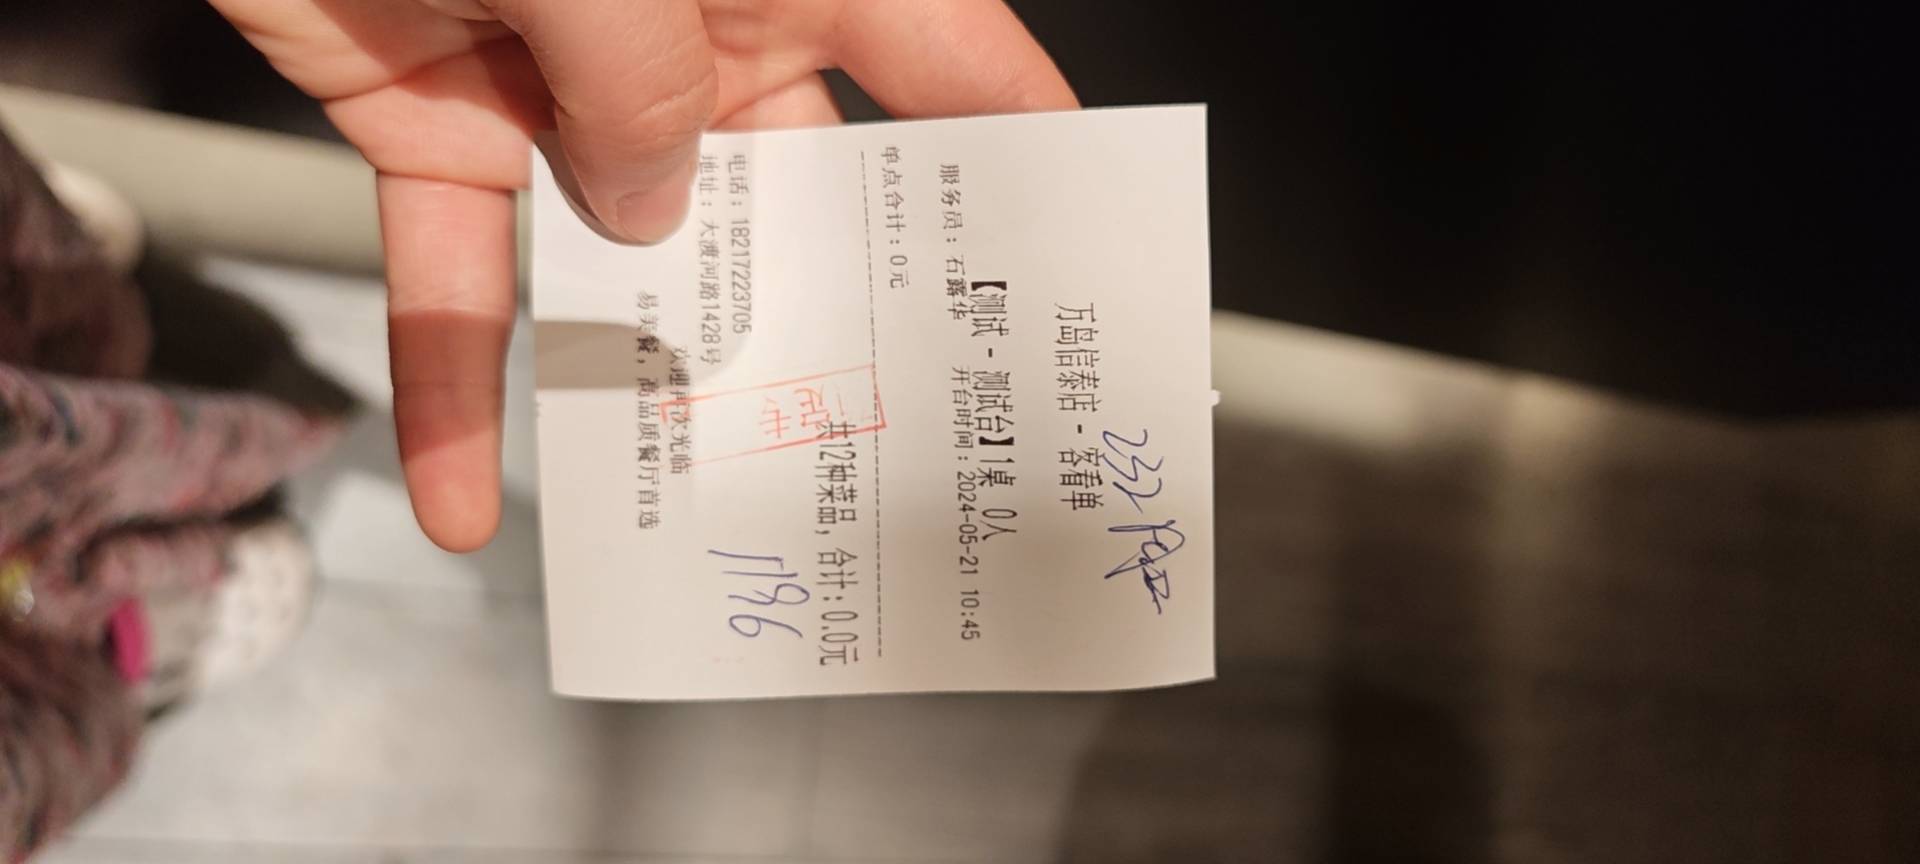 万岛信泰店 - 客看单
【测试 - 测试台】1桌 0人
服务员：石露华 开台时间：2024-05-21 10:45
单点合计：0元
共12种菜品，合计：0.0元
1196
电话：18217223705
地址：大渡河路1428号
欢迎再次光临
易美餐，高品质餐厅首选